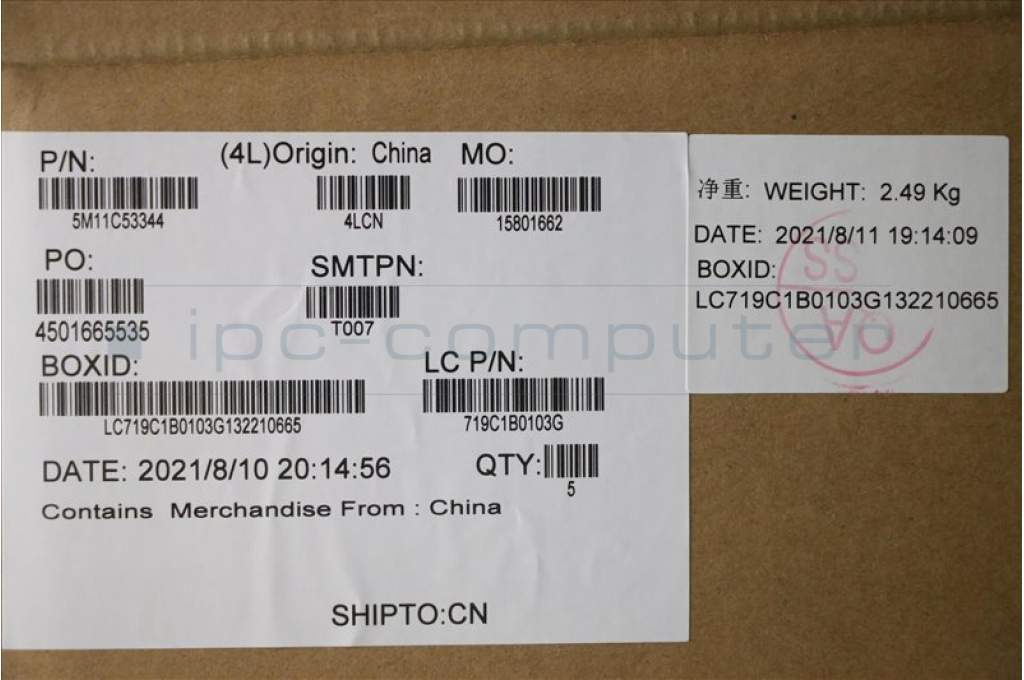 P/N: (4L)Origin: China MO:
5M11C53344 4LCN 15801662
PO: SMTPN:
4501665535 T007
BOXID: LC P/N:
LC719C1B0103G132210665 719C1B0103G
DATE: 2021/8/10 20:14:56 QTY:
5
Contains Merchandise From : China
SHIPTO:CN
净重: WEIGHT: 2.49 Kg
DATE: 2021/8/11 19:14:09
BOXID:
LC719C1B0103G132210665
SS
QA
ipc-computer